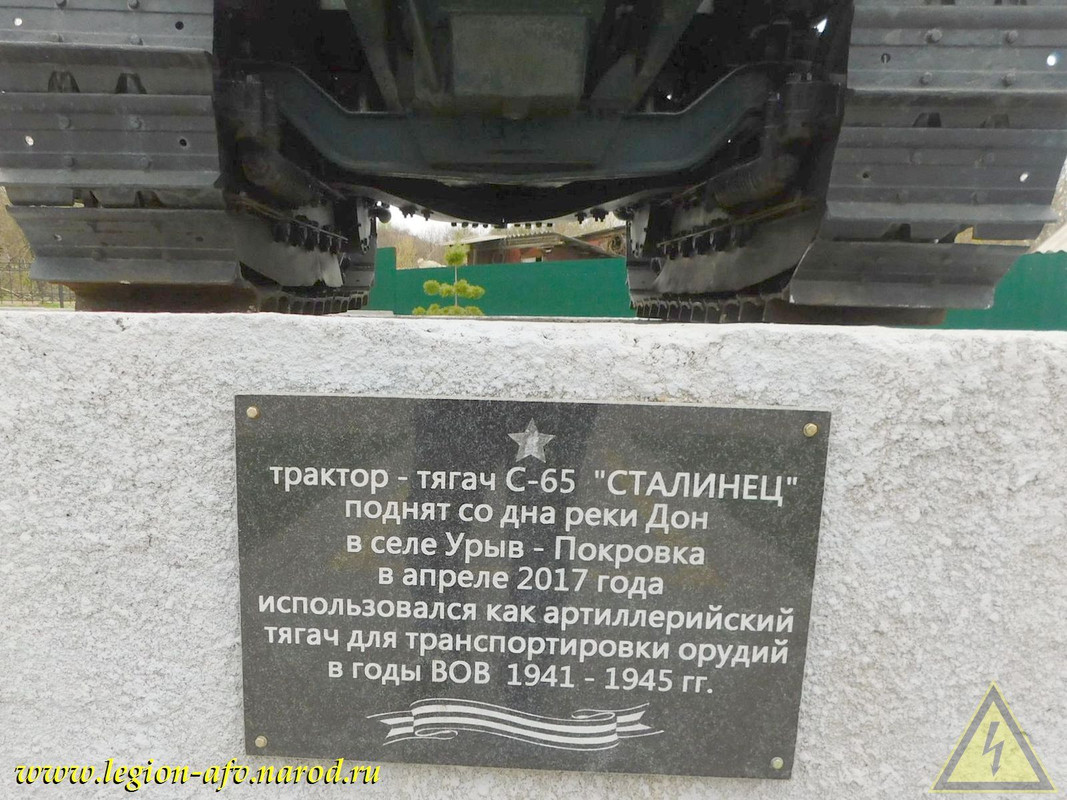 трактор - тягач С-65 "СТАЛИНЕЦ"
поднят со дна реки Дон
в селе Урыв - Покровка
в апреле 2017 года
использовался как артиллерийский
тягач для транспортировки орудий
в годы ВОВ 1941 - 1945 гг.
www.legion-afv.narod.ru